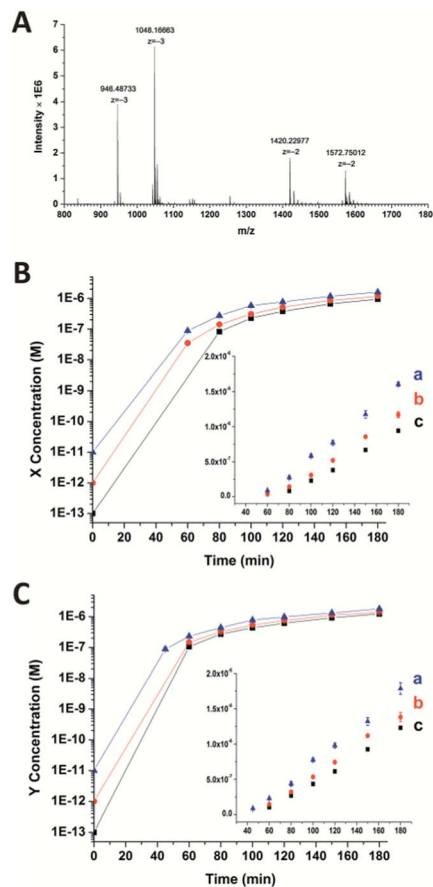 A
Intensity × 1E6
7
6
5
4
3
2
1
0
1048.16663
z=-3
946.48733
z=-3
1420.22977
z=-2
1572.75012
z=-2
800 900 1000 1100 1200 1300 1400 1500 1600 1700 1800
m/z
B
X Concentration (M)
1E-6
1E-7
1E-8
1E-9
1E-10
1E-11
1E-12
1E-13
0 20 40 60 80 100 120 140 160 180
Time (min)
2.0x10⁻⁶
1.5x10⁻⁶
1.0x10⁻⁶
5.0x10⁻⁷
0.0
40 60 80 100 120 140 160 180
a
b
c
C
Y Concentration (M)
1E-6
1E-7
1E-8
1E-9
1E-10
1E-11
1E-12
1E-13
0 20 40 60 80 100 120 140 160 180
Time (min)
2.0x10⁻⁶
1.5x10⁻⁶
1.0x10⁻⁶
5.0x10⁻⁷
0.0
40 60 80 100 120 140 160 180
a
b
c